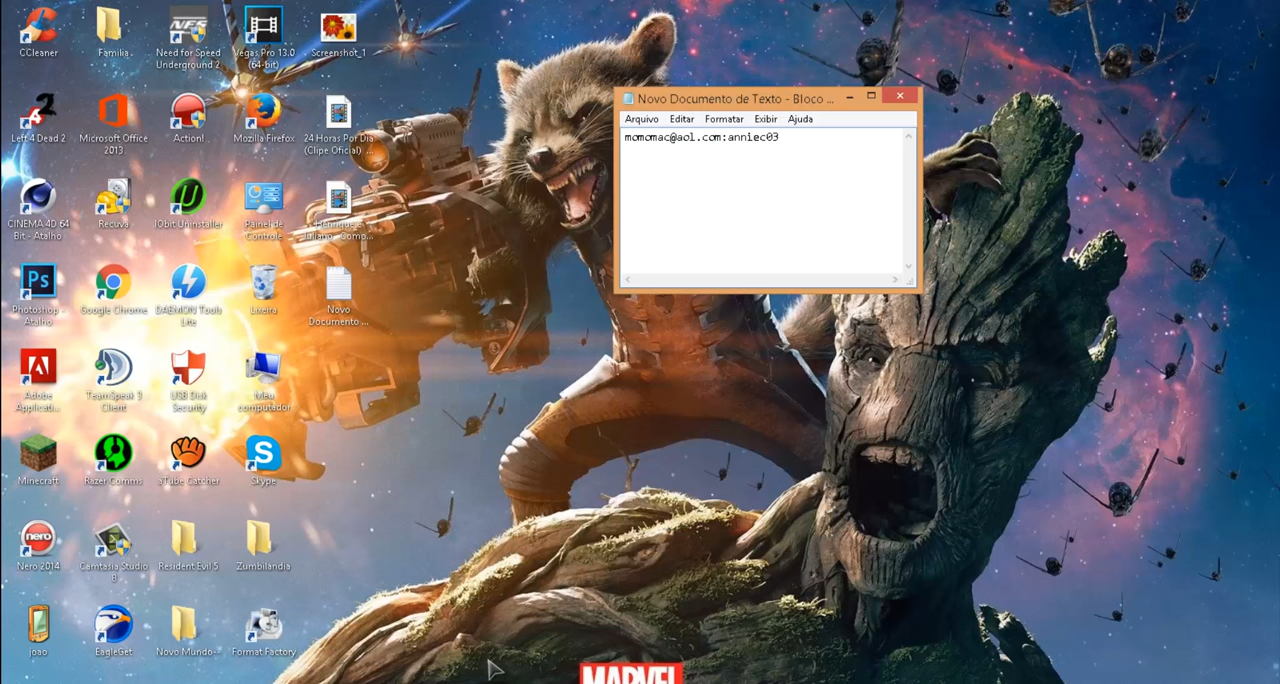 CCleaner
Familia
Need for Speed
Underground 2
Vegas Pro 13.0
(64-bit)
Screenshot_1
Left 4 Dead 2
Microsoft Office
2013
Action!
Mozilla Firefox
24 Horas Por Dia
(Clipe Oficial) ...
CINEMA 4D 64
Bit - Atalho
Recuva
IObit Uninstaller
Painel de
Controle
Photoshop -
Atalho
Google Chrome
DAEMON Tools
Lite
Lixeira
Novo
Documento ...
Adobe
Applicati...
TeamSpeak 3
Client
USB Disk
Security
Meu
computador
Minecraft
Razer Comms
aTube Catcher
Skype
Nero 2014
Camtasia Studio
8
Resident Evil 5
Zumbilandia
joao
EagleGet
Novo Mundo--
Format Factory
Novo Documento de Texto - Bloco ...
Arquivo Editar Formatar Exibir Ajuda
momomac@aol.com:anniec03
MARVEL